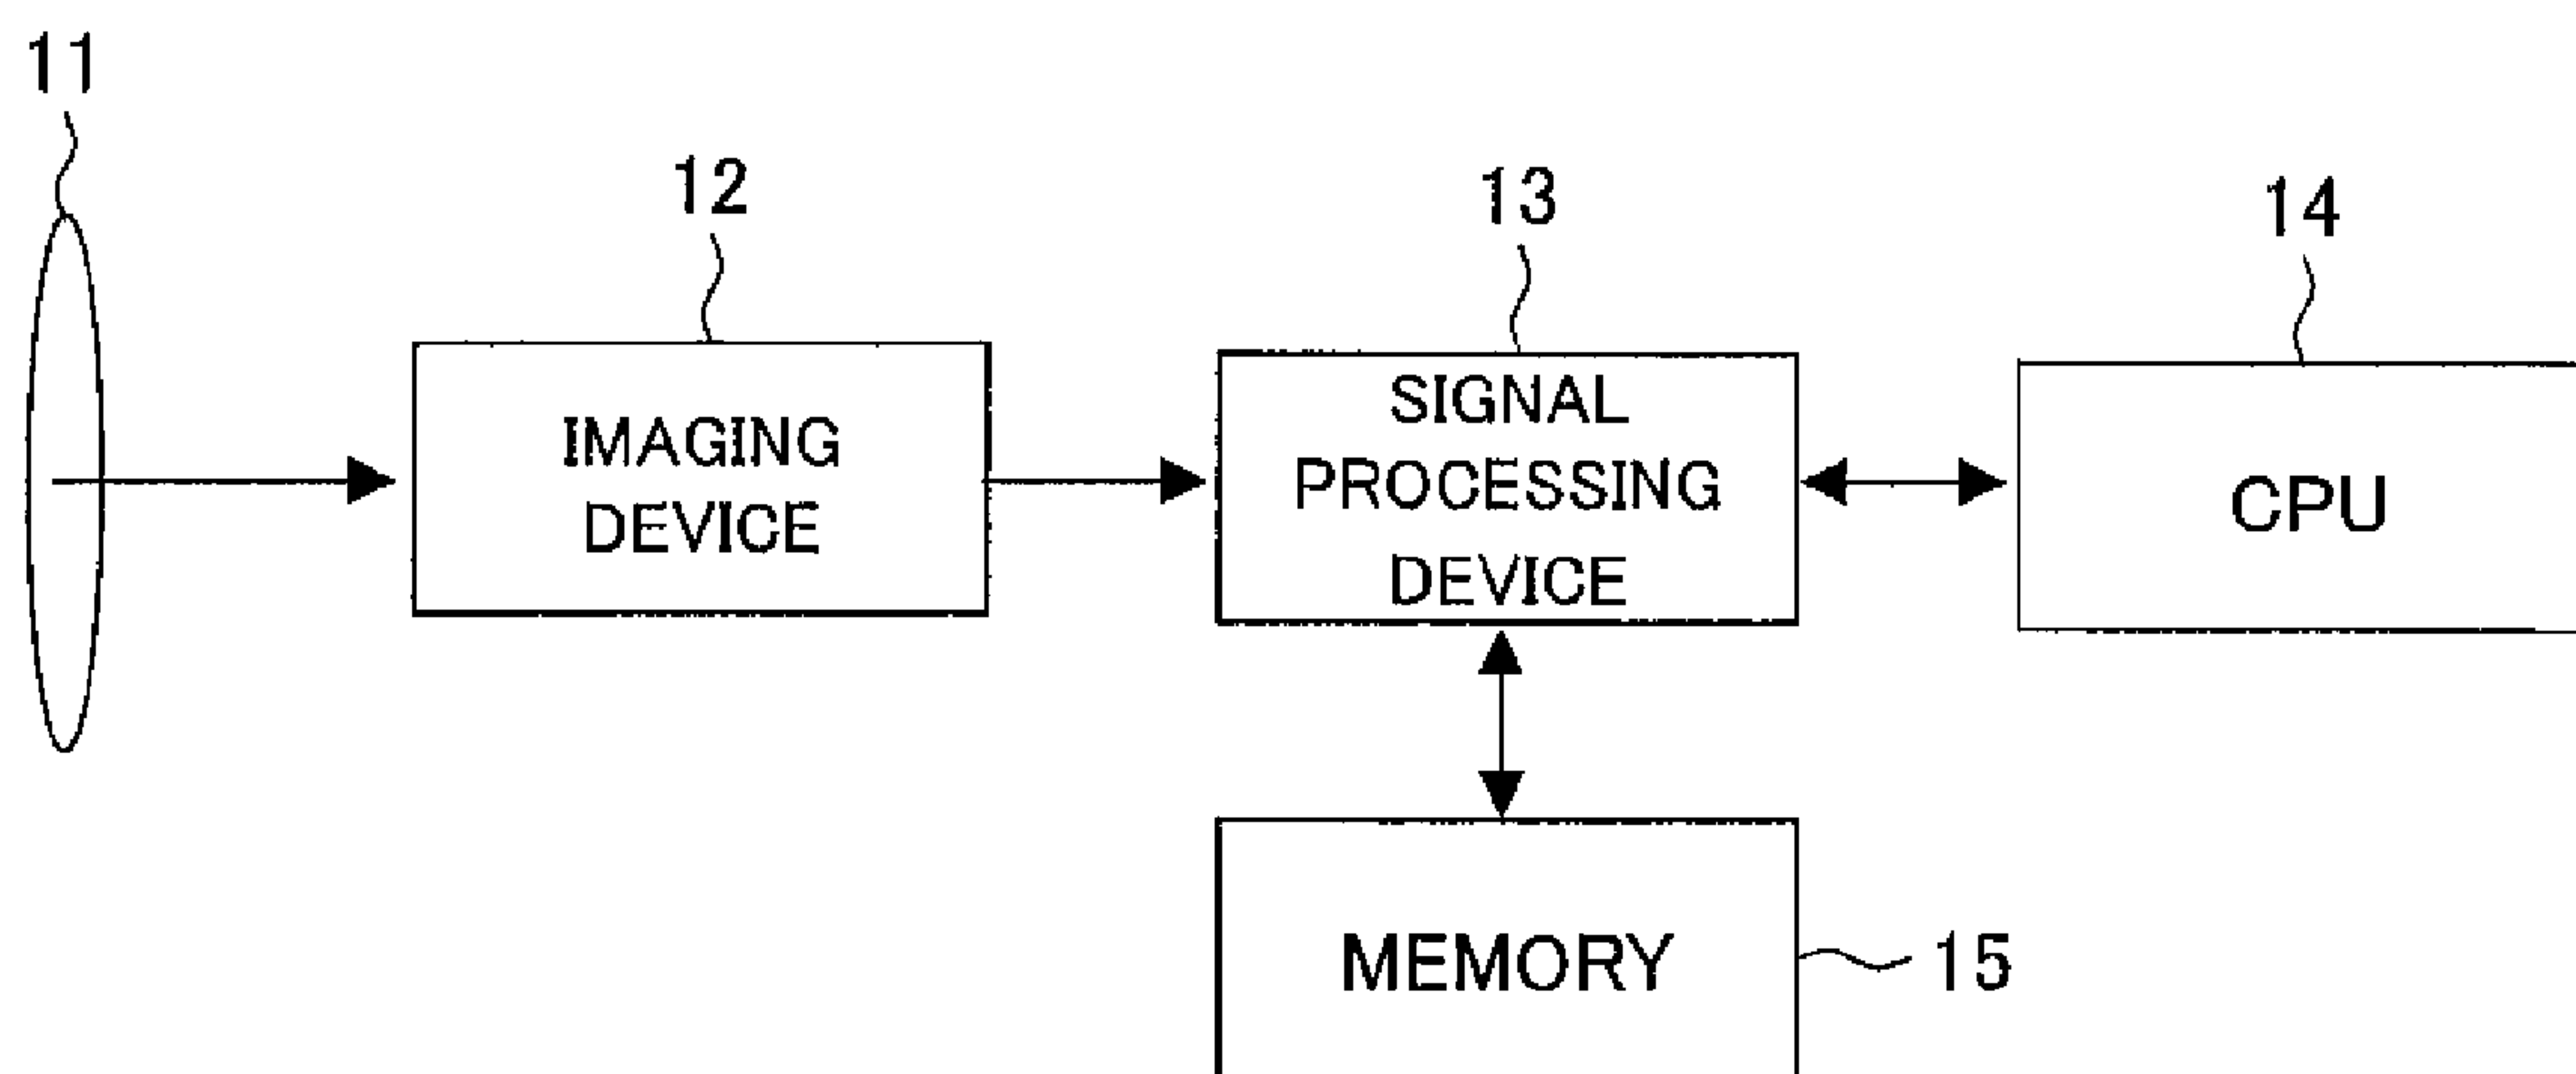 11
12
13
14
IMAGING
DEVICE
SIGNAL
PROCESSING
DEVICE
CPU
MEMORY
15